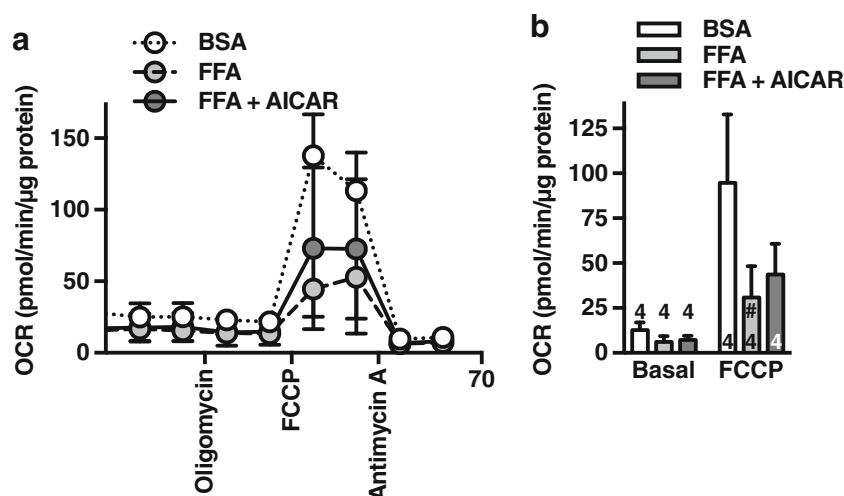 a
BSA
FFA
FFA + AICAR
OCR (pmol/min/µg protein)
150
100
50
0
Oligomycin
FCCP
Antimycin A
70
b
BSA
FFA
FFA + AICAR
OCR (pmol/min/µg protein)
125
100
75
50
25
0
4 4 4
#
4 4 4
Basal FCCP